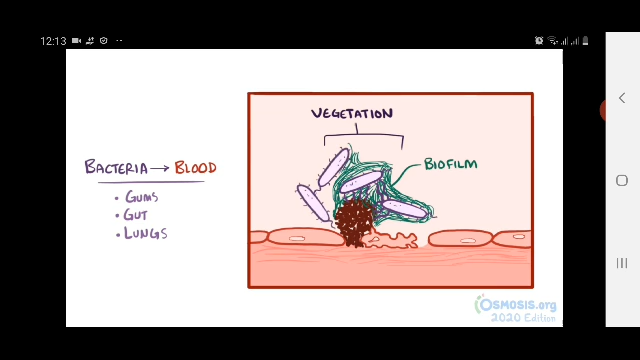 12:13
VEGETATION
BACTERIA → BLOOD
BIOFILM
• GUMS
• GUT
• LUNGS
OSMOSIS.org
2020 Edition